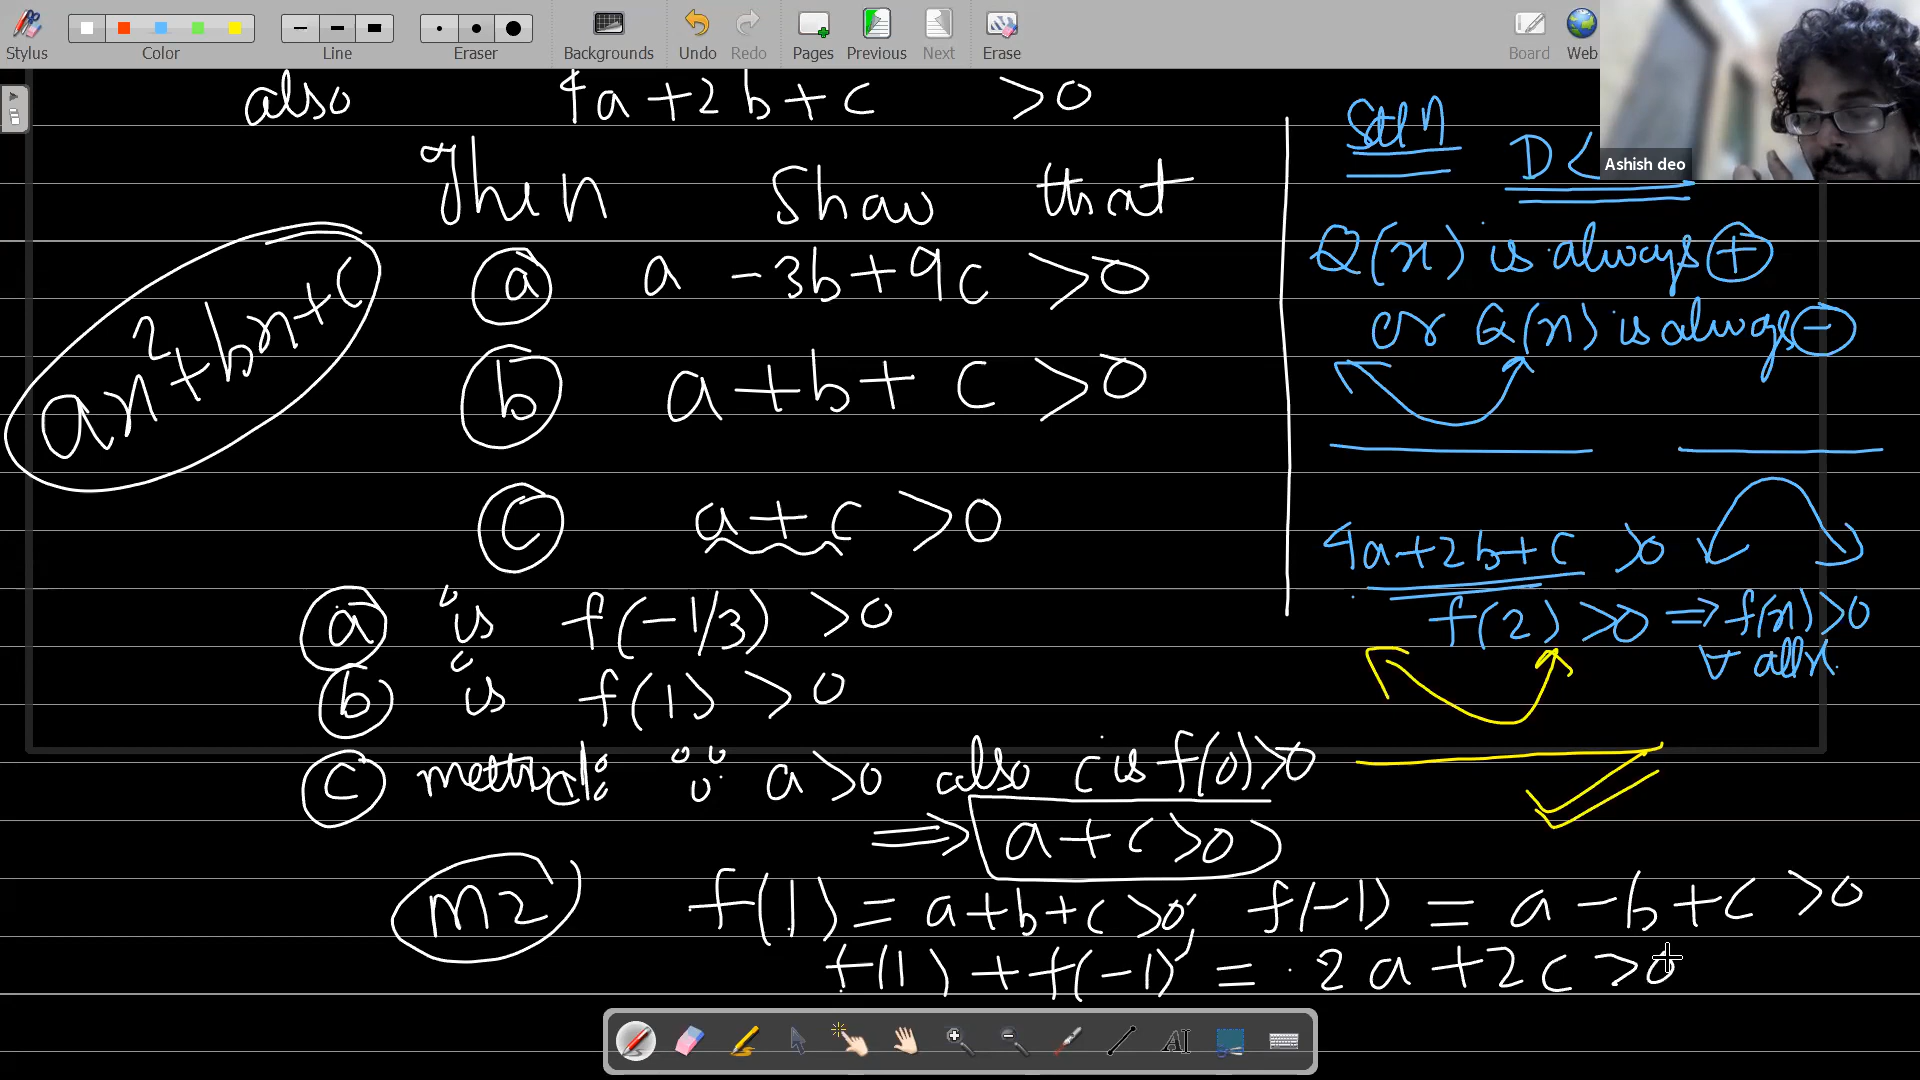 Stylus Color Line Eraser Backgrounds Undo Redo Pages Previous Next Erase Board Web
Ashish deo
also 4a+2b+c >0
Then Show that
ax²+bx+c
(a) a -3b+9c >0
(b) a+b+c >0
(c) a+c >0
(a) is f(-1/3) >0
(b) is f(1) >0
(c) method: ∵ a>0 also c is f(0)>0
⇒ a+c>0
M2 f(1) = a+b+c>0, f(-1) = a-b+c >0
f(1) + f(-1) = 2a+2c >0
Solⁿ D<
Q(x) is always +
or Q(x) is always -
4a+2b+c >0
f(2) >0 ⇒ f(x)>0
∀ all x.
AI